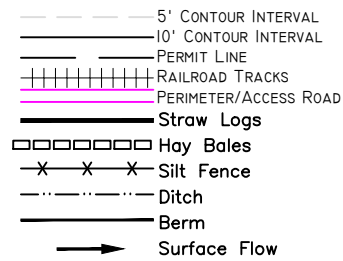 5' Contour Interval
10' Contour Interval
Permit Line
Railroad Tracks
Perimeter/Access Road
Straw Logs
Hay Bales
Silt Fence
Ditch
Berm
Surface Flow